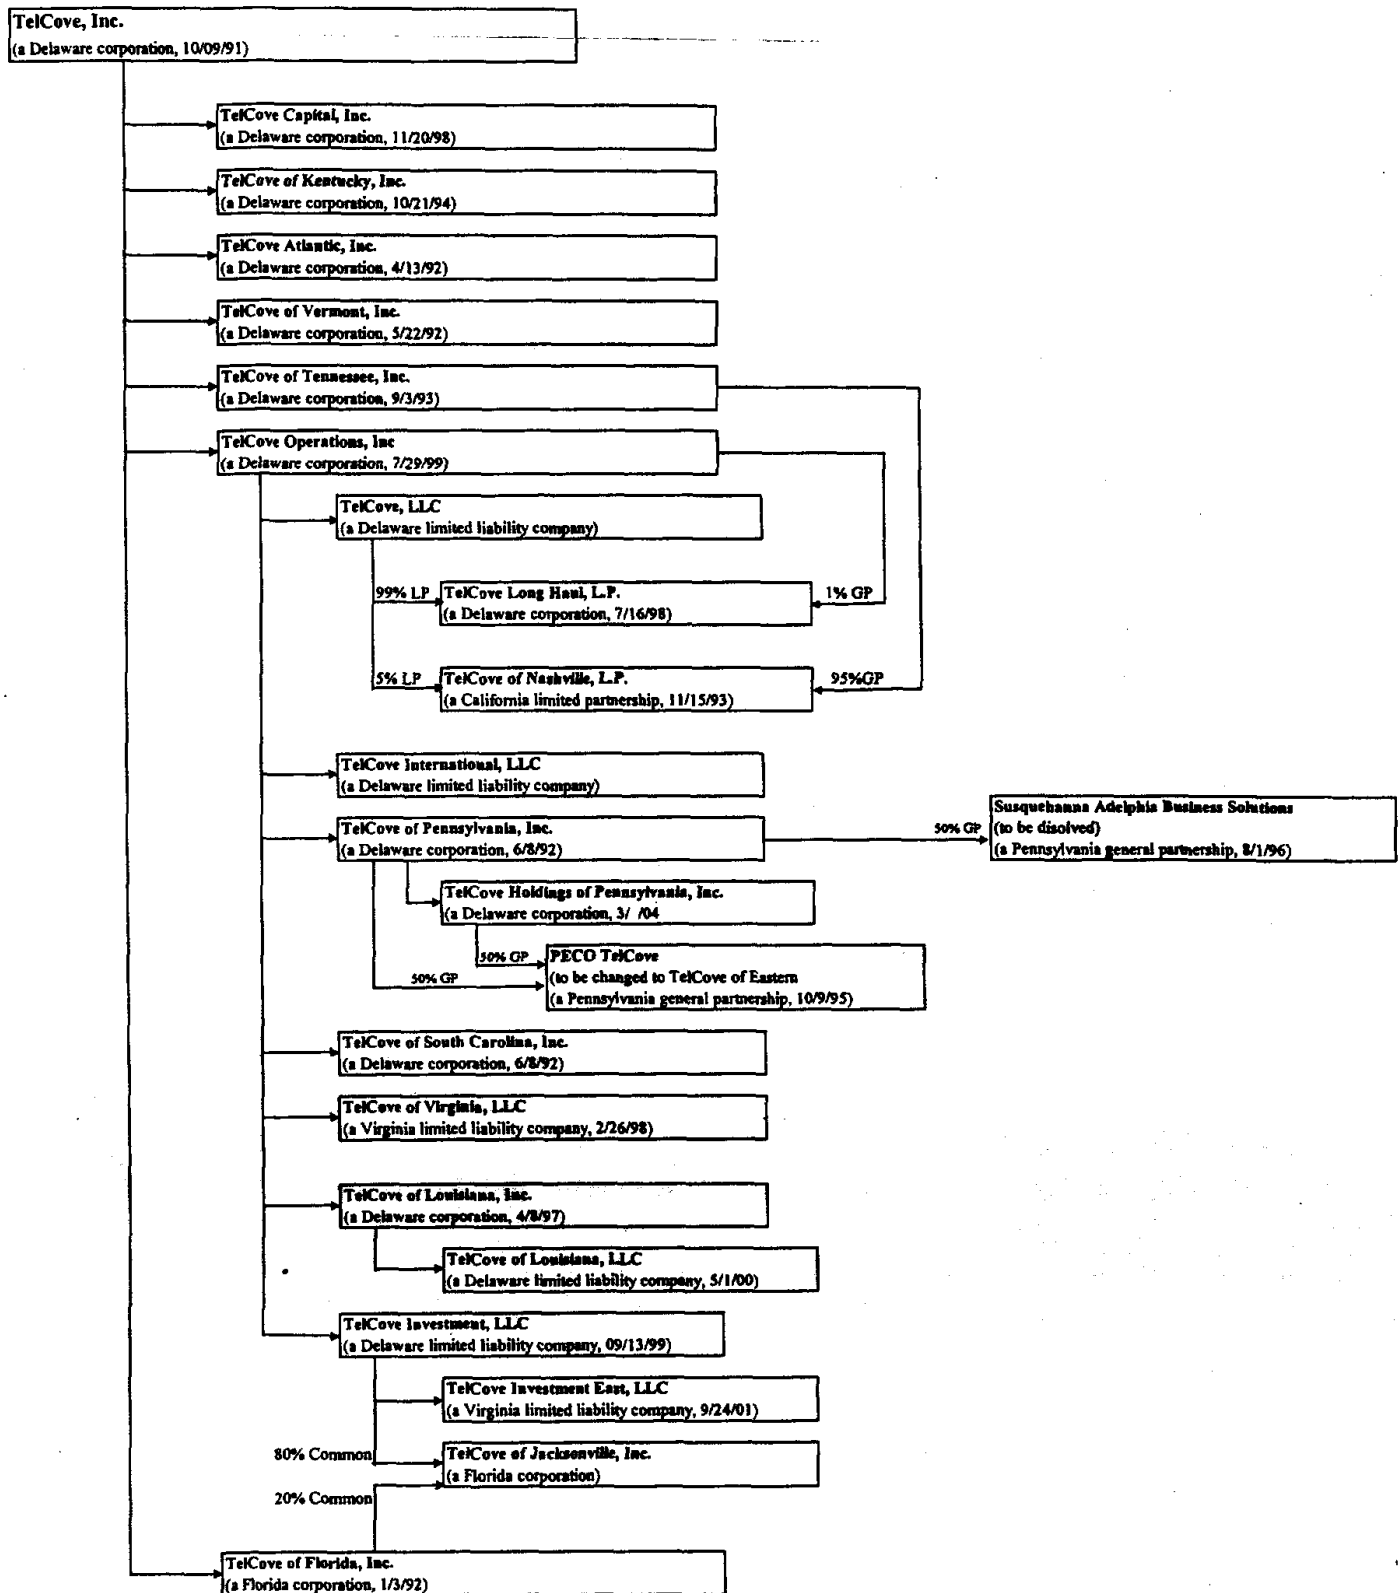 TelCove, Inc.
(a Delaware corporation, 10/09/91)
TelCove Capital, Inc.
(a Delaware corporation, 11/20/98)
TelCove of Kentucky, Inc.
(a Delaware corporation, 10/21/94)
TelCove Atlantic, Inc.
(a Delaware corporation, 4/13/92)
TelCove of Vermont, Inc.
(a Delaware corporation, 5/22/92)
TelCove of Tennessee, Inc.
(a Delaware corporation, 9/3/93)
TelCove Operations, Inc
(a Delaware corporation, 7/29/99)
TelCove, LLC
(a Delaware limited liability company)
99% LP
TelCove Long Haul, L.P.
(a Delaware corporation, 7/16/98)
1% GP
5% LP
TelCove of Nashville, L.P.
(a California limited partnership, 11/15/93)
95%GP
TelCove International, LLC
(a Delaware limited liability company)
TelCove of Pennsylvania, Inc.
(a Delaware corporation, 6/8/92)
50% GP
Susquehanna Adelphia Business Solutions
(to be disolved)
(a Pennsylvania general partnership, 8/1/96)
TelCove Holdings of Pennsylvania, Inc.
(a Delaware corporation, 3/ /04
50% GP
50% GP
PECO TelCove
(to be changed to TelCove of Eastern
(a Pennsylvania general partnership, 10/9/95)
TelCove of South Carolina, Inc.
(a Delaware corporation, 6/8/92)
TelCove of Virginia, LLC
(a Virginia limited liability company, 2/26/98)
TelCove of Louisiana, Inc.
(a Delaware corporation, 4/8/97)
TelCove of Louisiana, LLC
(a Delaware limited liability company, 5/1/00)
TelCove Investment, LLC
(a Delaware limited liability company, 09/13/99)
TelCove Investment East, LLC
(a Virginia limited liability company, 9/24/01)
80% Common
TelCove of Jacksonville, Inc.
(a Florida corporation)
20% Common
TelCove of Florida, Inc.
(a Florida corporation, 1/3/92)